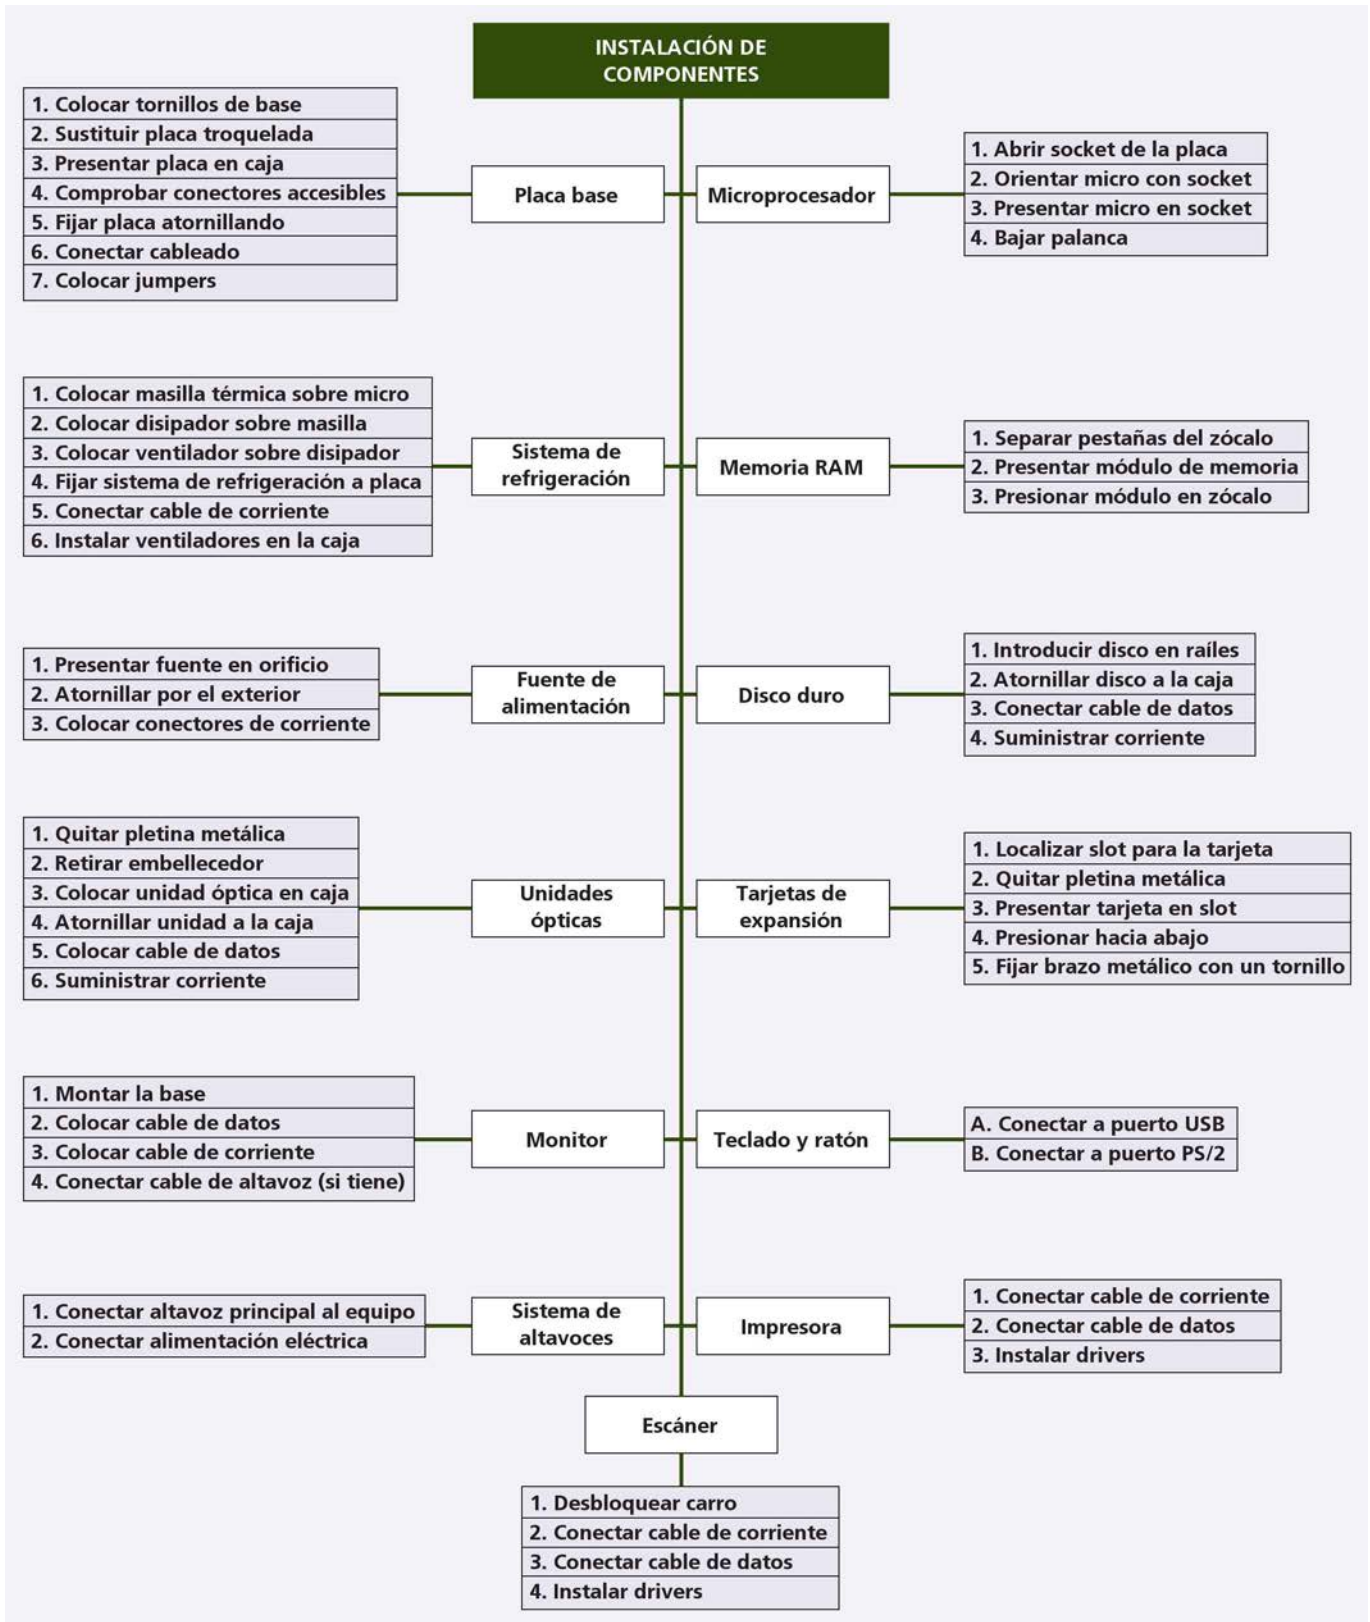 INSTALACIÓN DE
COMPONENTES
1. Colocar tornillos de base
2. Sustituir placa troquelada
3. Presentar placa en caja
4. Comprobar conectores accesibles
5. Fijar placa atornillando
6. Conectar cableado
7. Colocar jumpers
Placa base
Microprocesador
1. Abrir socket de la placa
2. Orientar micro con socket
3. Presentar micro en socket
4. Bajar palanca
1. Colocar masilla térmica sobre micro
2. Colocar disipador sobre masilla
3. Colocar ventilador sobre disipador
4. Fijar sistema de refrigeración a placa
5. Conectar cable de corriente
6. Instalar ventiladores en la caja
Sistema de
refrigeración
Memoria RAM
1. Separar pestañas del zócalo
2. Presentar módulo de memoria
3. Presionar módulo en zócalo
1. Presentar fuente en orificio
2. Atornillar por el exterior
3. Colocar conectores de corriente
Fuente de
alimentación
Disco duro
1. Introducir disco en raíles
2. Atornillar disco a la caja
3. Conectar cable de datos
4. Suministrar corriente
1. Quitar pletina metálica
2. Retirar embellecedor
3. Colocar unidad óptica en caja
4. Atornillar unidad a la caja
5. Colocar cable de datos
6. Suministrar corriente
Unidades
ópticas
Tarjetas de
expansión
1. Localizar slot para la tarjeta
2. Quitar pletina metálica
3. Presentar tarjeta en slot
4. Presionar hacia abajo
5. Fijar brazo metálico con un tornillo
1. Montar la base
2. Colocar cable de datos
3. Colocar cable de corriente
4. Conectar cable de altavoz (si tiene)
Monitor
Teclado y ratón
A. Conectar a puerto USB
B. Conectar a puerto PS/2
1. Conectar altavoz principal al equipo
2. Conectar alimentación eléctrica
Sistema de
altavoces
Impresora
1. Conectar cable de corriente
2. Conectar cable de datos
3. Instalar drivers
Escáner
1. Desbloquear carro
2. Conectar cable de corriente
3. Conectar cable de datos
4. Instalar drivers